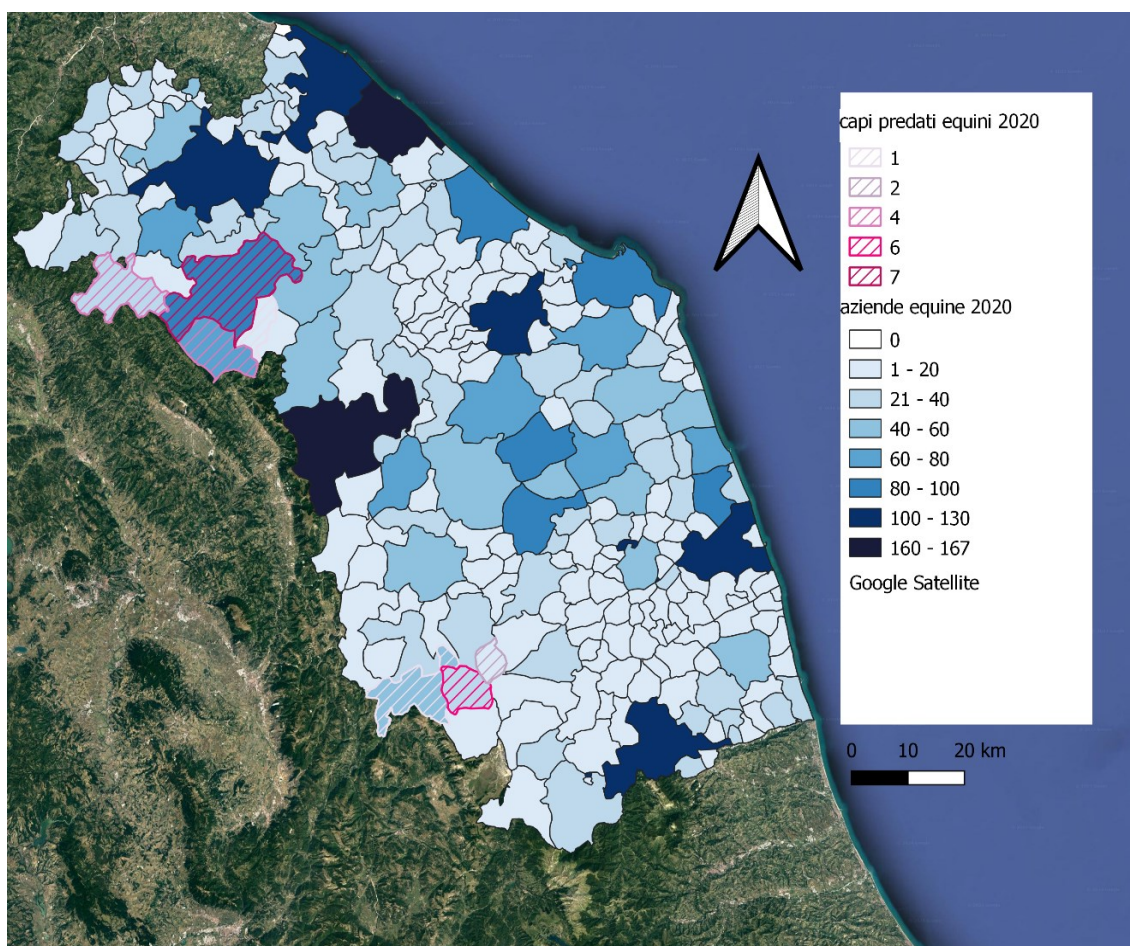 capi predati equini 2020
1
2
4
6
7
aziende equine 2020
0
1 - 20
21 - 40
40 - 60
60 - 80
80 - 100
100 - 130
160 - 167
Google Satellite
0 10 20 km